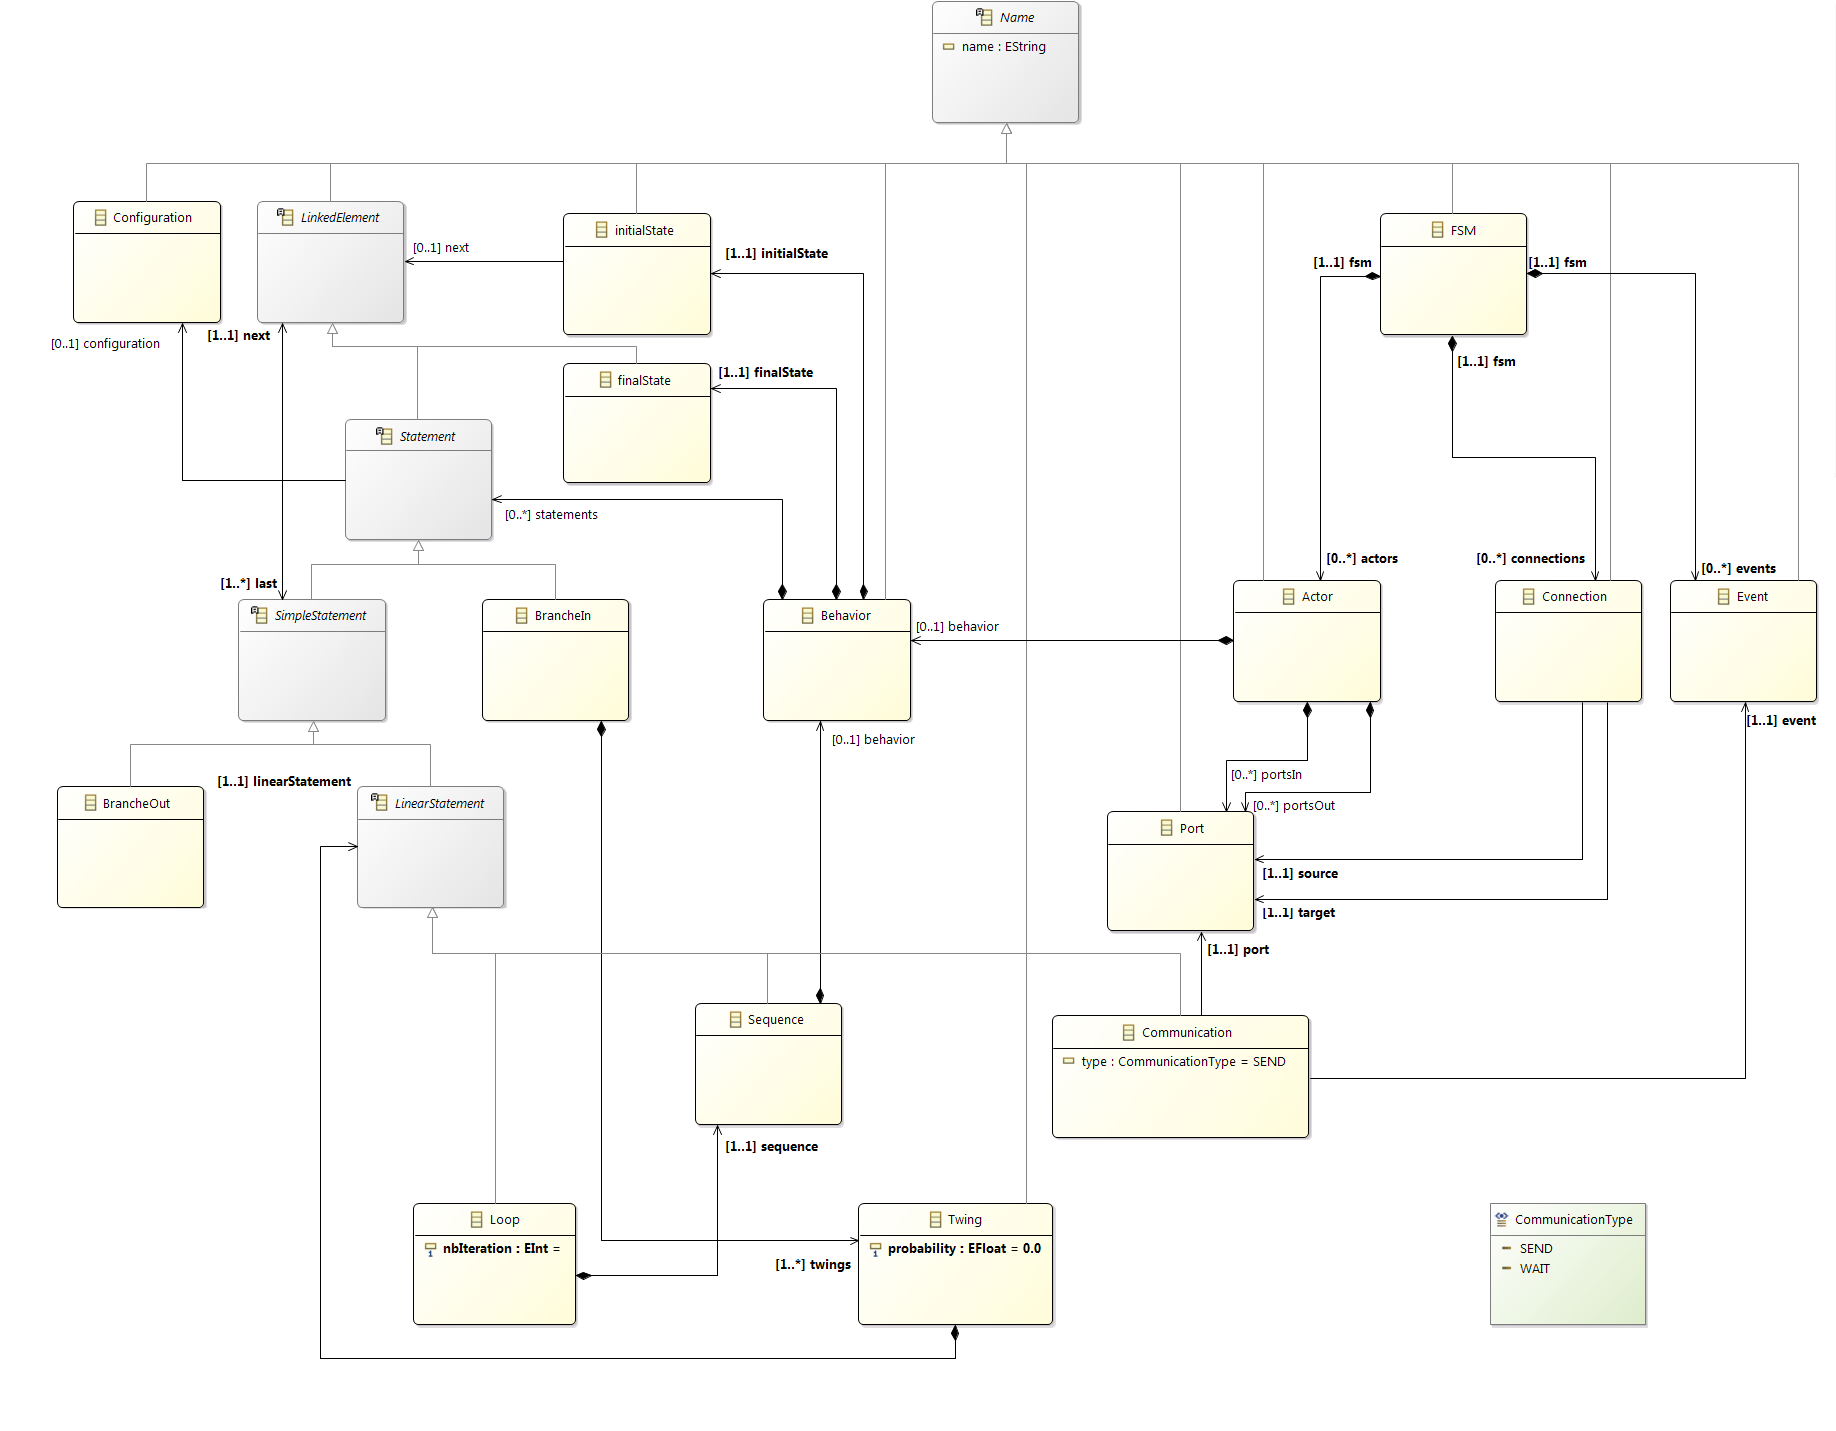 Name
name : EString
Configuration
LinkedElement
initialState
FSM
[0..1] next
[1..1] initialState
[1..1] fsm
[1..1] fsm
[0..1] configuration
[1..1] next
[1..1] fsm
finalState
[1..1] finalState
Statement
[0..*] statements
[0..*] actors
[0..*] connections
[0..*] events
[1..*] last
SimpleStatement
BrancheIn
Behavior
[0..1] behavior
Actor
Connection
Event
[1..1] event
[0..1] behavior
[1..1] linearStatement
[0..*] portsIn
[0..*] portsOut
BrancheOut
LinearStatement
Port
[1..1] source
[1..1] target
[1..1] port
Sequence
Communication
type : CommunicationType = SEND
[1..1] sequence
Loop
nbIteration : EInt =
Twing
probability : EFloat = 0.0
[1..*] twings
CommunicationType
SEND
WAIT